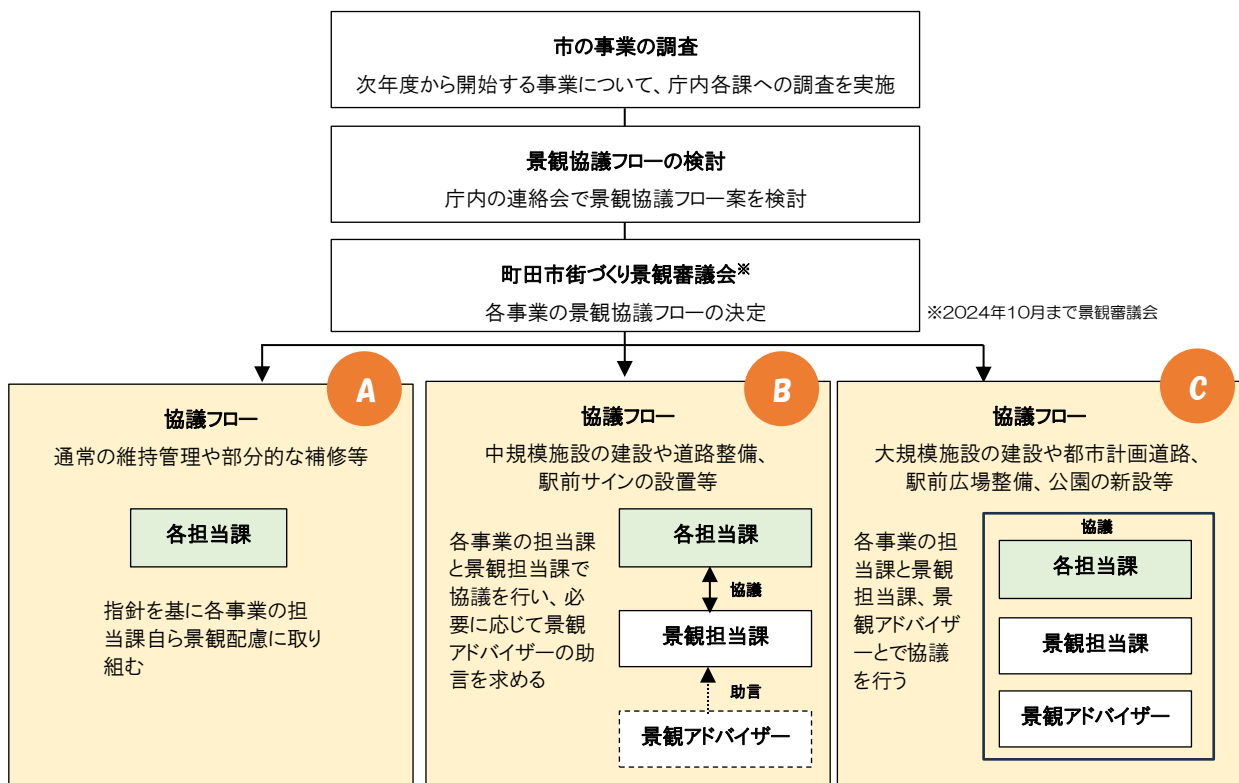 市の事業の調査
次年度から開始する事業について、庁内各課への調査を実施
景観協議フローの検討
庁内の連絡会で景観協議フロー案を検討
町田市街づくり景観審議会※
各事業の景観協議フローの決定
※2024年10月まで景観審議会
A
協議フロー
通常の維持管理や部分的な補修等
各担当課
指針を基に各事業の担
当課自ら景観配慮に取り
組む
B
協議フロー
中規模施設の建設や道路整備、
駅前サインの設置等
各事業の担当課
と景観担当課で
協議を行い、必
要に応じて景観
アドバイザーの助
言を求める
各担当課
協議
景観担当課
助言
景観アドバイザー
C
協議フロー
大規模施設の建設や都市計画道路、
駅前広場整備、公園の新設等
各事業の担
当課と景観
担当課、景
観アドバイザ
ーとで協議
を行う
協議
各担当課
景観担当課
景観アドバイザー